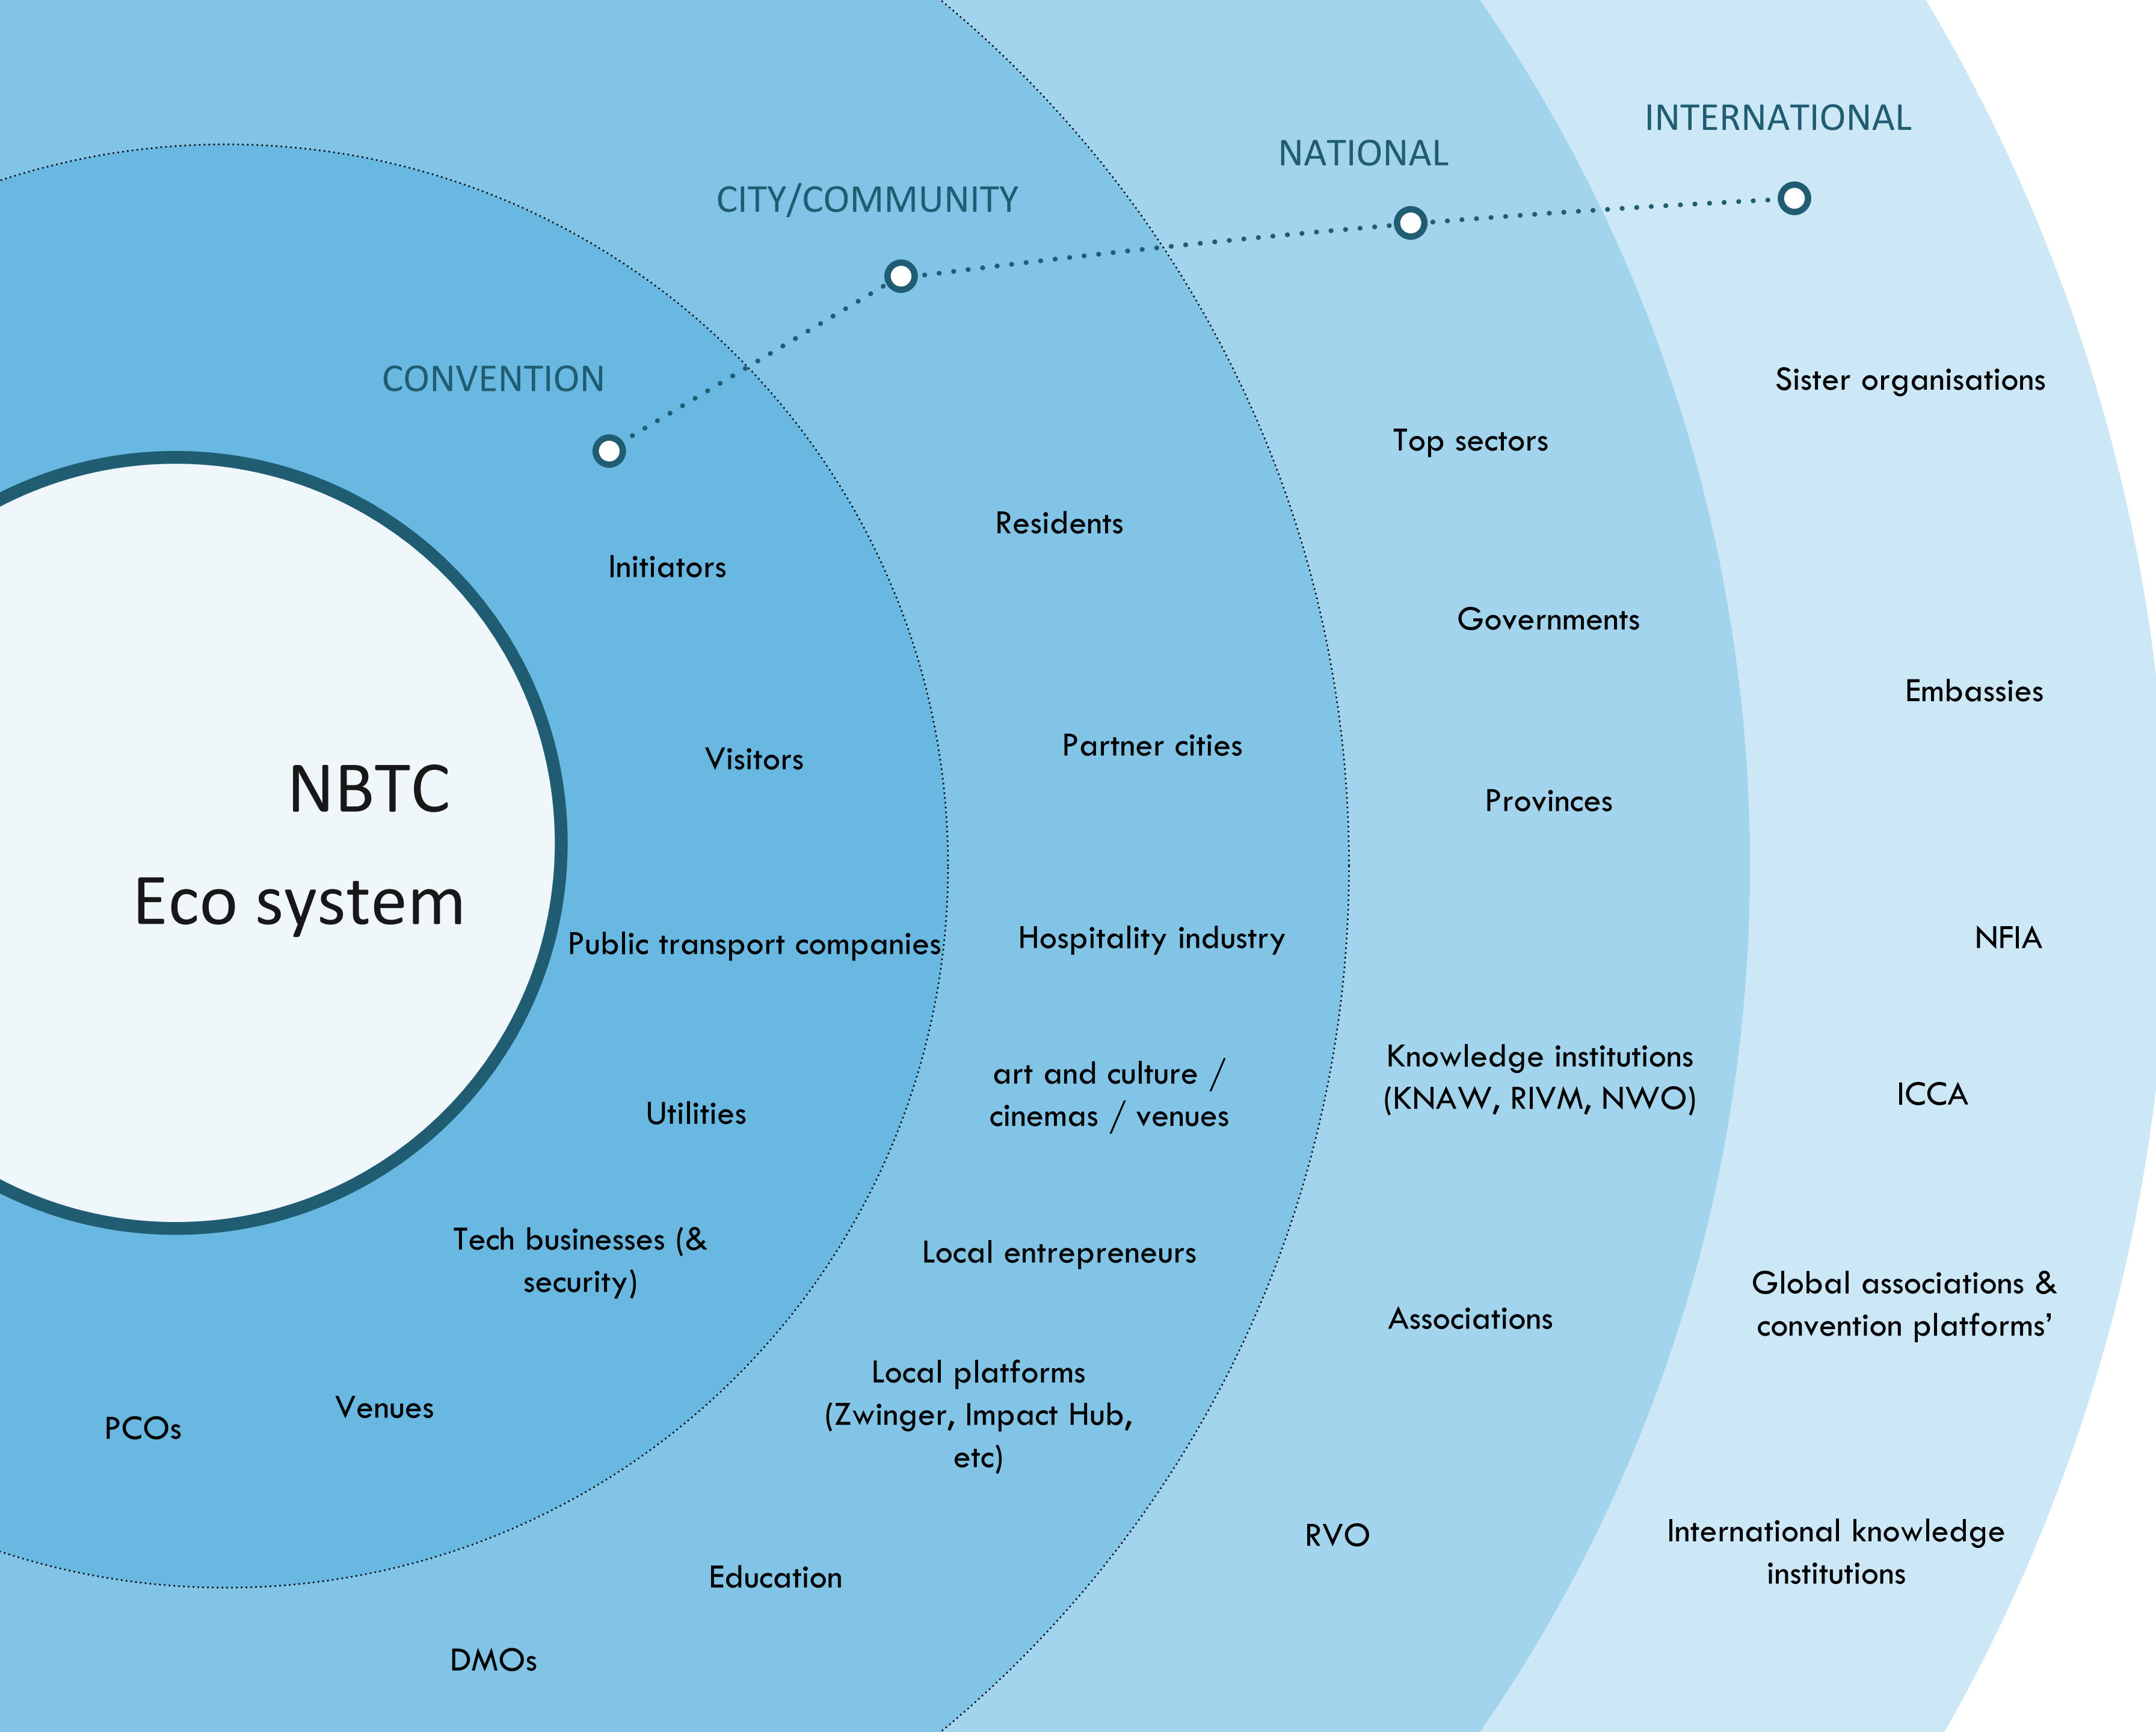 INTERNATIONAL
NATIONAL
CITY/COMMUNITY
CONVENTION
NBTC
Eco system
Initiators
Visitors
Public transport companies
Utilities
Tech businesses (&
security)
Venues
PCOs
Residents
Partner cities
Hospitality industry
art and culture /
cinemas / venues
Local entrepreneurs
Local platforms
(Zwinger, Impact Hub,
etc)
Education
DMOs
Top sectors
Governments
Provinces
Knowledge institutions
(KNAW, RIVM, NWO)
Associations
RVO
Sister organisations
Embassies
NFIA
ICCA
Global associations &
convention platforms’
International knowledge
institutions